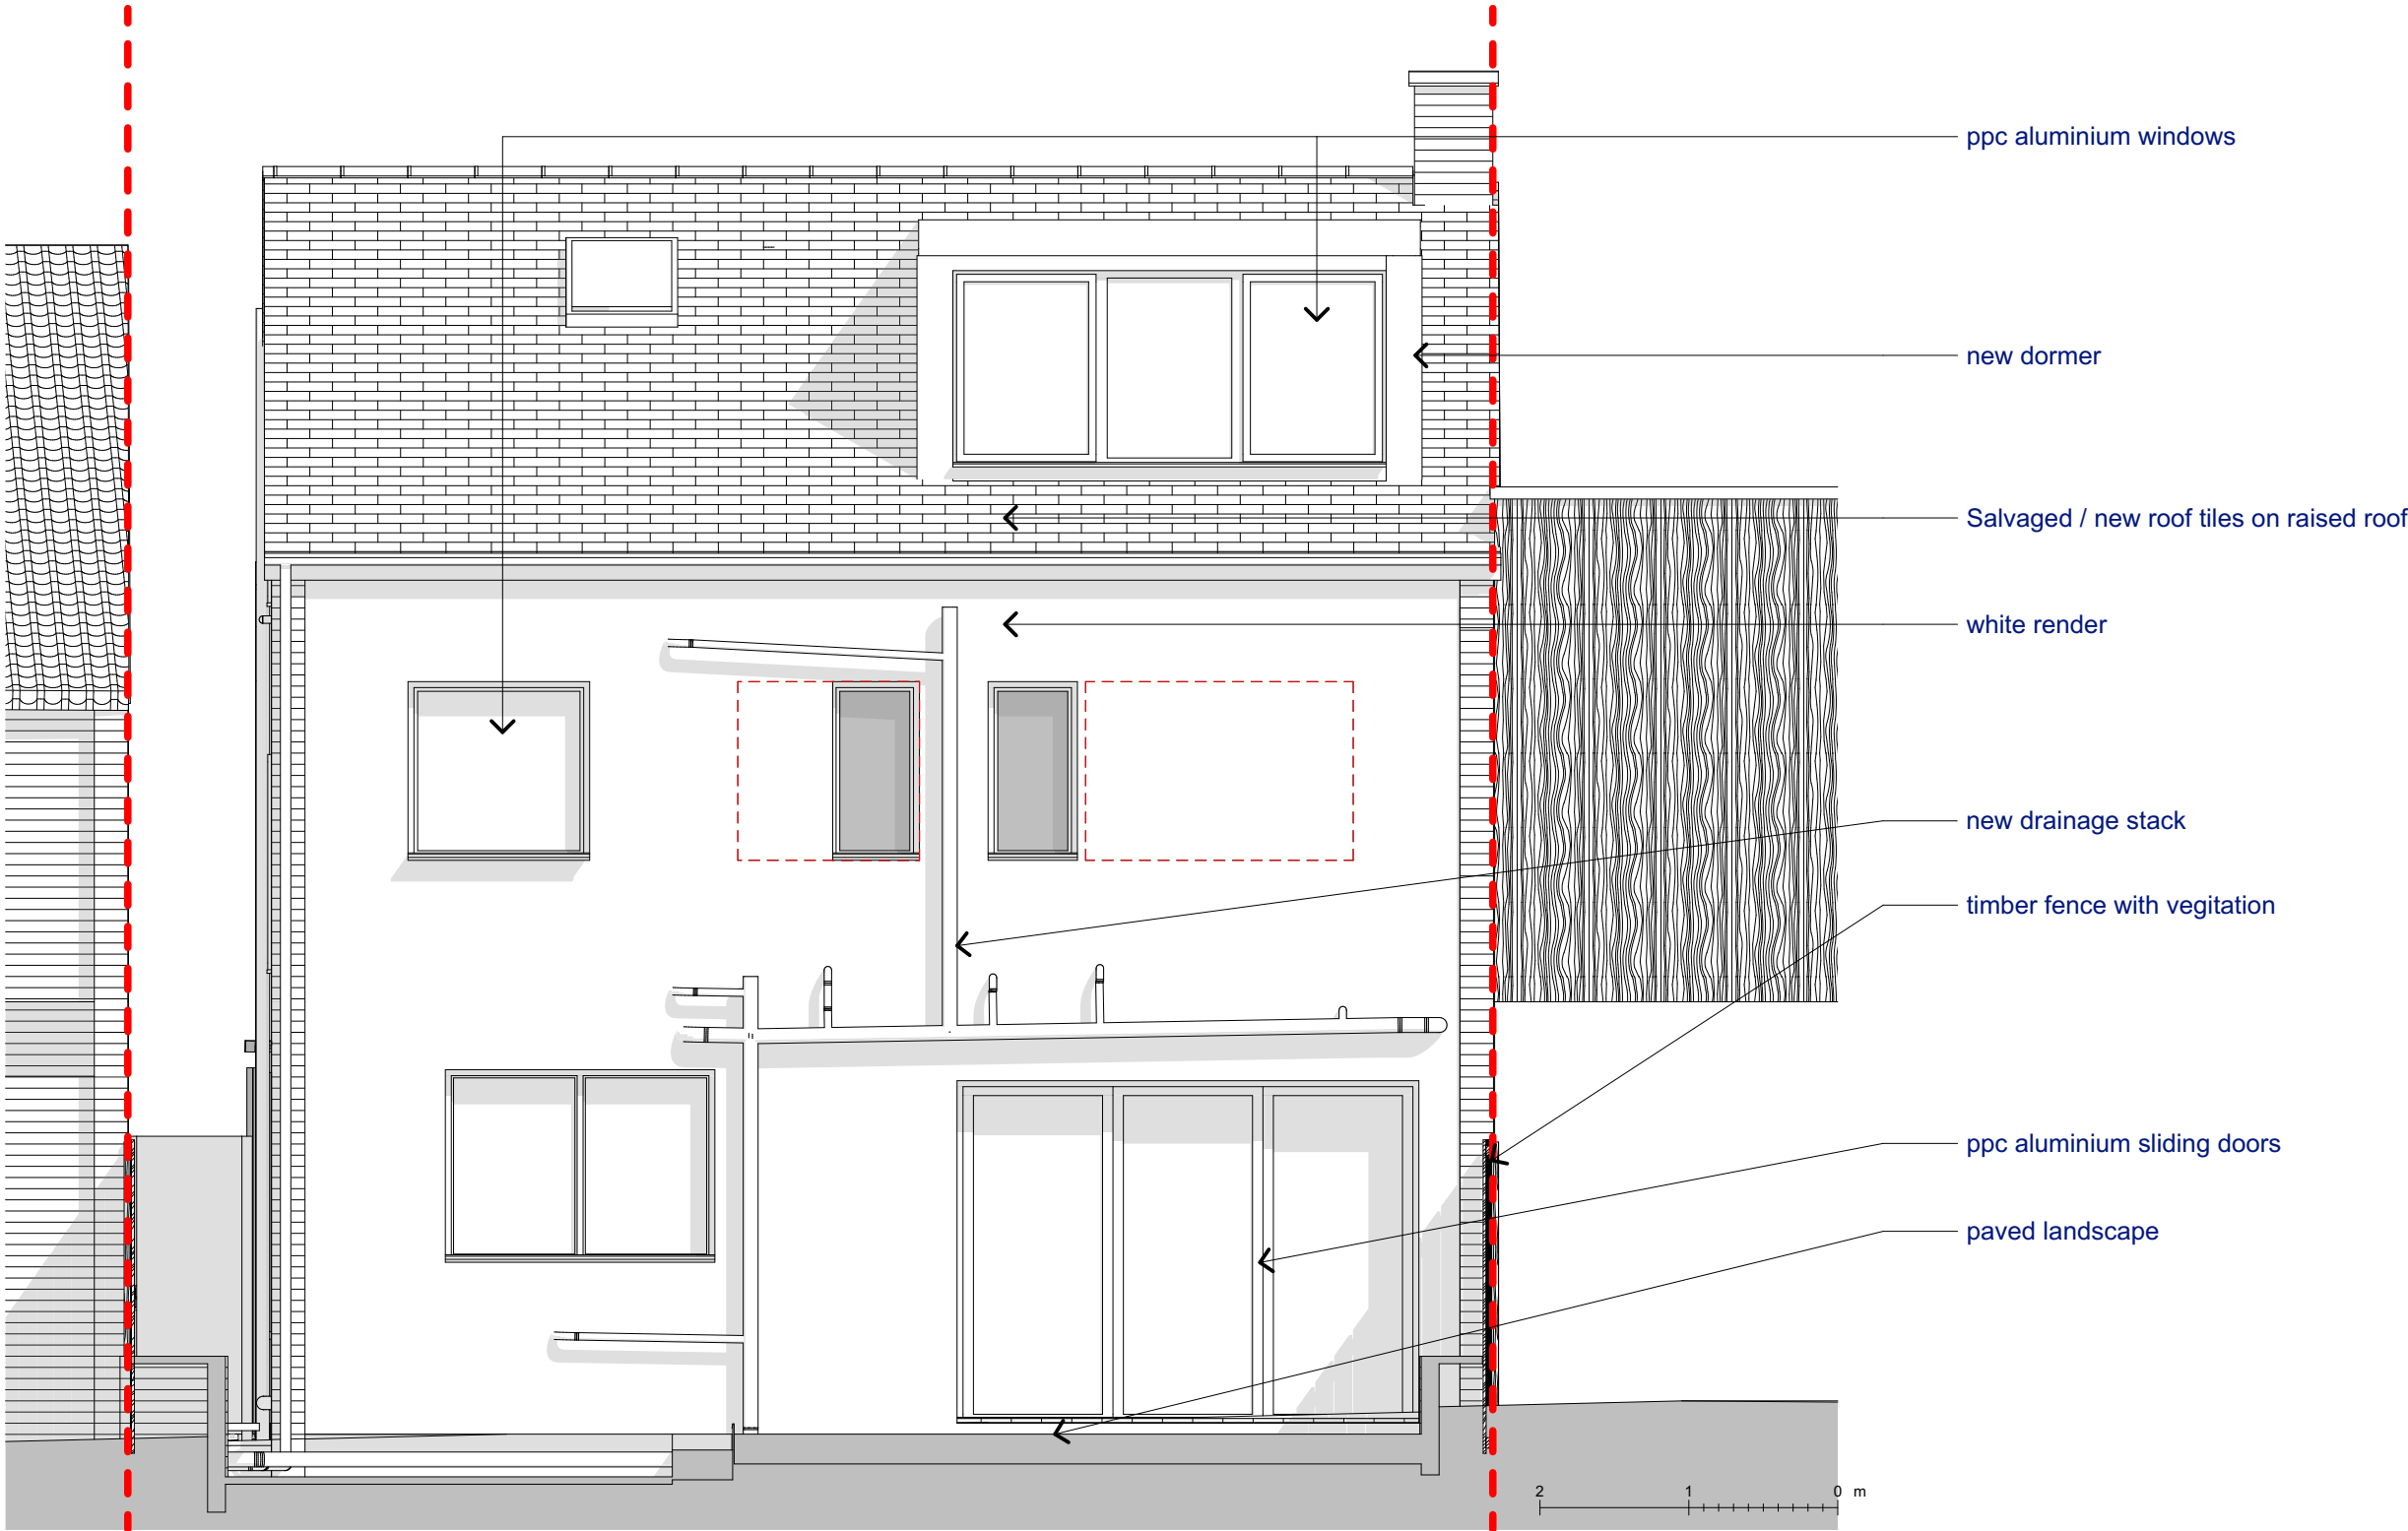 ppc aluminium windows
new dormer
Salvaged / new roof tiles on raised roof
white render
new drainage stack
timber fence with vegitation
ppc aluminium sliding doors
paved landscape
2 1 0 m